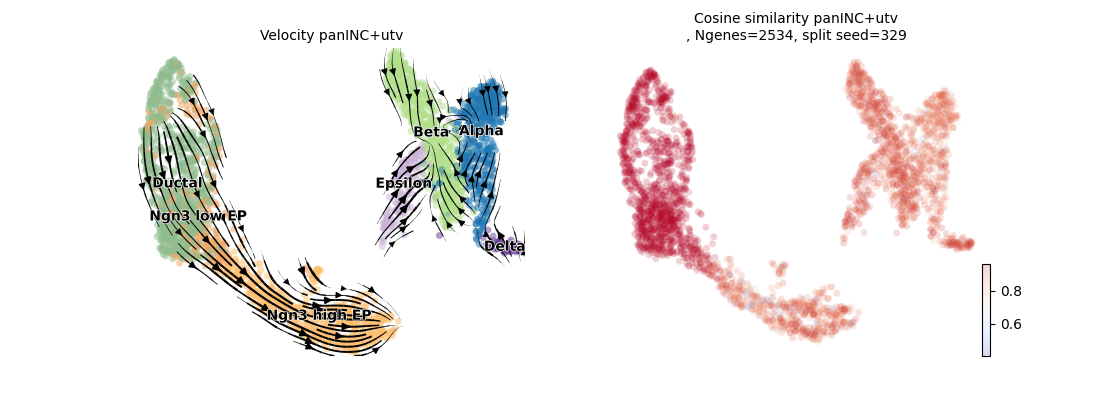 Velocity panINC+utv
Cosine similarity panINC+utv
, Ngenes=2534, split seed=329
Beta
Alpha
Ductal
Epsilon
Ngn3 low EP
Delta
Ngn3 high EP
0.8
0.6